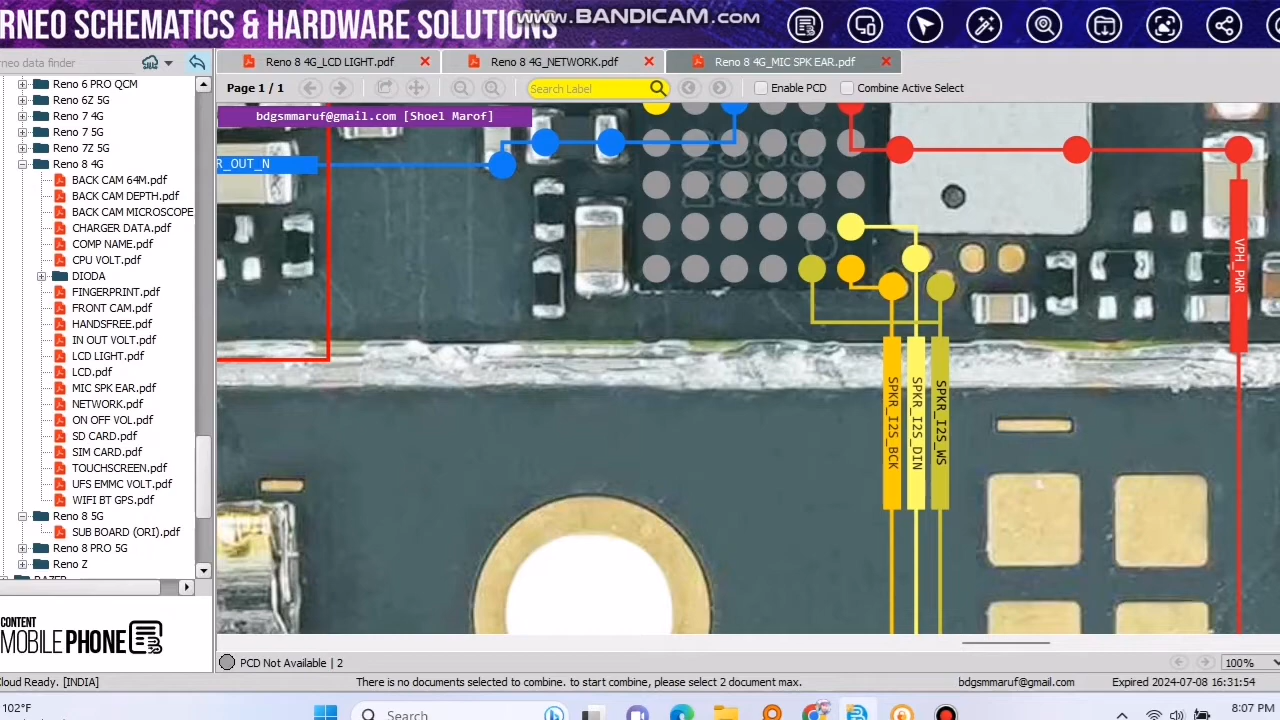 RNEO SCHEMATICS & HARDWARE SOLUTIONS
www.BANDICAM.com
rneo data finder
Reno 8 4G_LCD LIGHT.pdf
Reno 8 4G_NETWORK.pdf
Reno 8 4G_MIC SPK EAR.pdf
Page 1 / 1
Search Label
Enable PCD
Combine Active Select
bdgsmmaruf@gmail.com [Shoel Marof]
R_OUT_N
VPH_PWR
SPKR_I2S_BCK
SPKR_I2S_DIN
SPKR_I2S_WS
Reno 6 PRO QCM
Reno 6Z 5G
Reno 7 4G
Reno 7 5G
Reno 7Z 5G
Reno 8 4G
BACK CAM 64M.pdf
BACK CAM DEPTH.pdf
BACK CAM MICROSCOPE
CHARGER DATA.pdf
COMP NAME.pdf
CPU VOLT.pdf
DIODA
FINGERPRINT.pdf
FRONT CAM.pdf
HANDSFREE.pdf
IN OUT VOLT.pdf
LCD LIGHT.pdf
LCD.pdf
MIC SPK EAR.pdf
NETWORK.pdf
ON OFF VOL.pdf
SD CARD.pdf
SIM CARD.pdf
TOUCHSCREEN.pdf
UFS EMMC VOLT.pdf
WIFI BT GPS.pdf
Reno 8 5G
SUB BOARD (ORI).pdf
Reno 8 PRO 5G
Reno Z
CONTENT
MOBILEPHONE
PCD Not Available | 2
100%
Cloud Ready. [INDIA]
There is no documents selected to combine. to start combine, please select 2 document max.
bdgsmmaruf@gmail.com
Expired 2024-07-08 16:31:54
102°F
Search
8:07 PM